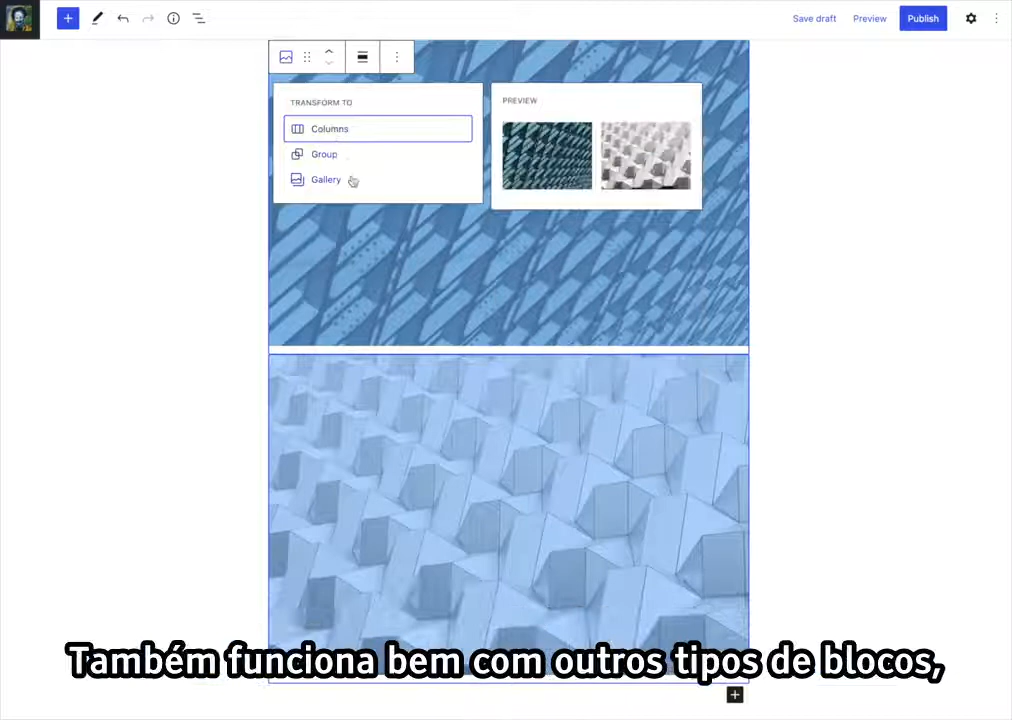 Save draft
Preview
Publish
TRANSFORM TO
Columns
Group
Gallery
PREVIEW
Também funciona bem com outros tipos de blocos,